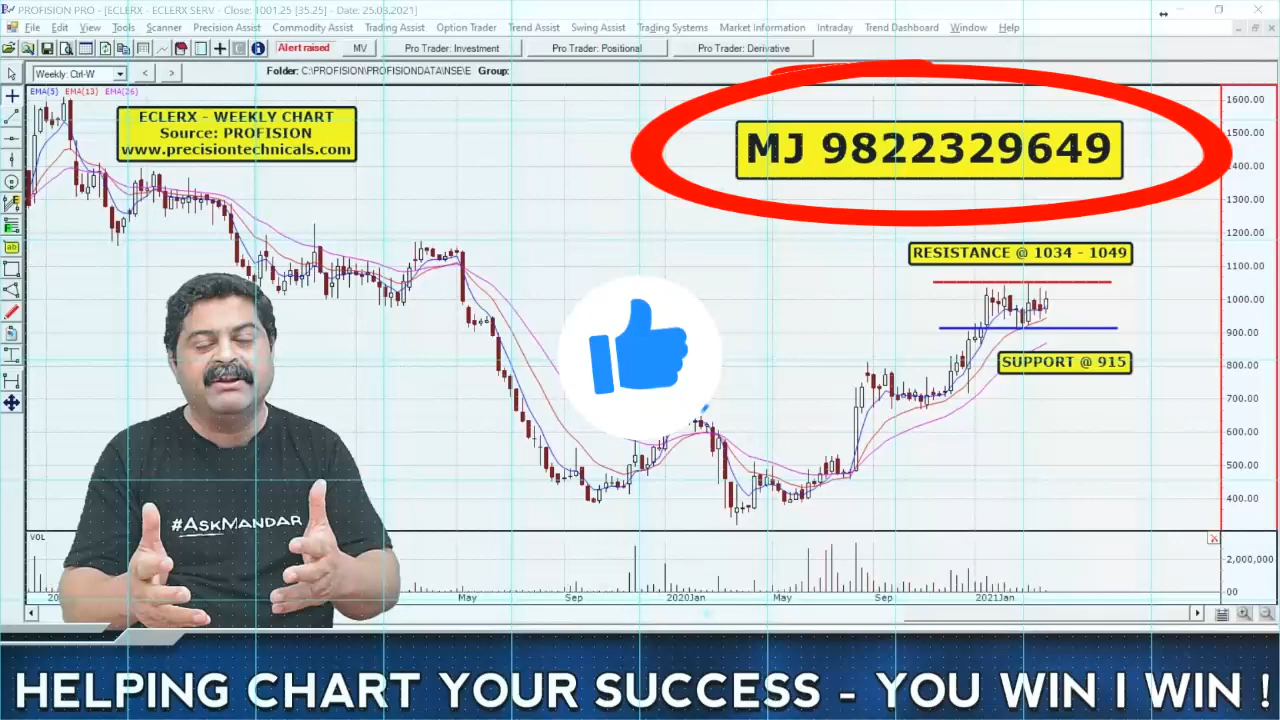 PROFISION PRO - [ECLERX - ECLERX SERV - Close: 1001.25 [35.25] - Date: 25.03.2021]
File Edit View Tools Scanner Precision Assist Commodity Assist Trading Assist Option Trader Trend Assist Swing Assist Trading Systems Market Information Intraday Trend Dashboard Window Help
Alert raised MV Pro Trader: Investment Pro Trader: Positional Pro Trader: Derivative
Weekly: Ctrl-W < > Folder: C:\PROFISION\PROFISIONDATA\NSE\E Group:
EMA(5) EMA(13) EMA(26)
ECLERX - WEEKLY CHART
Source: PROFISION
www.precisiontechnicals.com
MJ 9822329649
RESISTANCE @ 1034 - 1049
SUPPORT @ 915
1600.00
1500.00
1400.00
1300.00
1200.00
1100.00
1000.00
900.00
800.00
700.00
600.00
500.00
400.00
#ASKMANDAR
VOL
2,000,000
00
20 May Sep 2020Jan May Sep 2021Jan
HELPING CHART YOUR SUCCESS - YOU WIN I WIN !